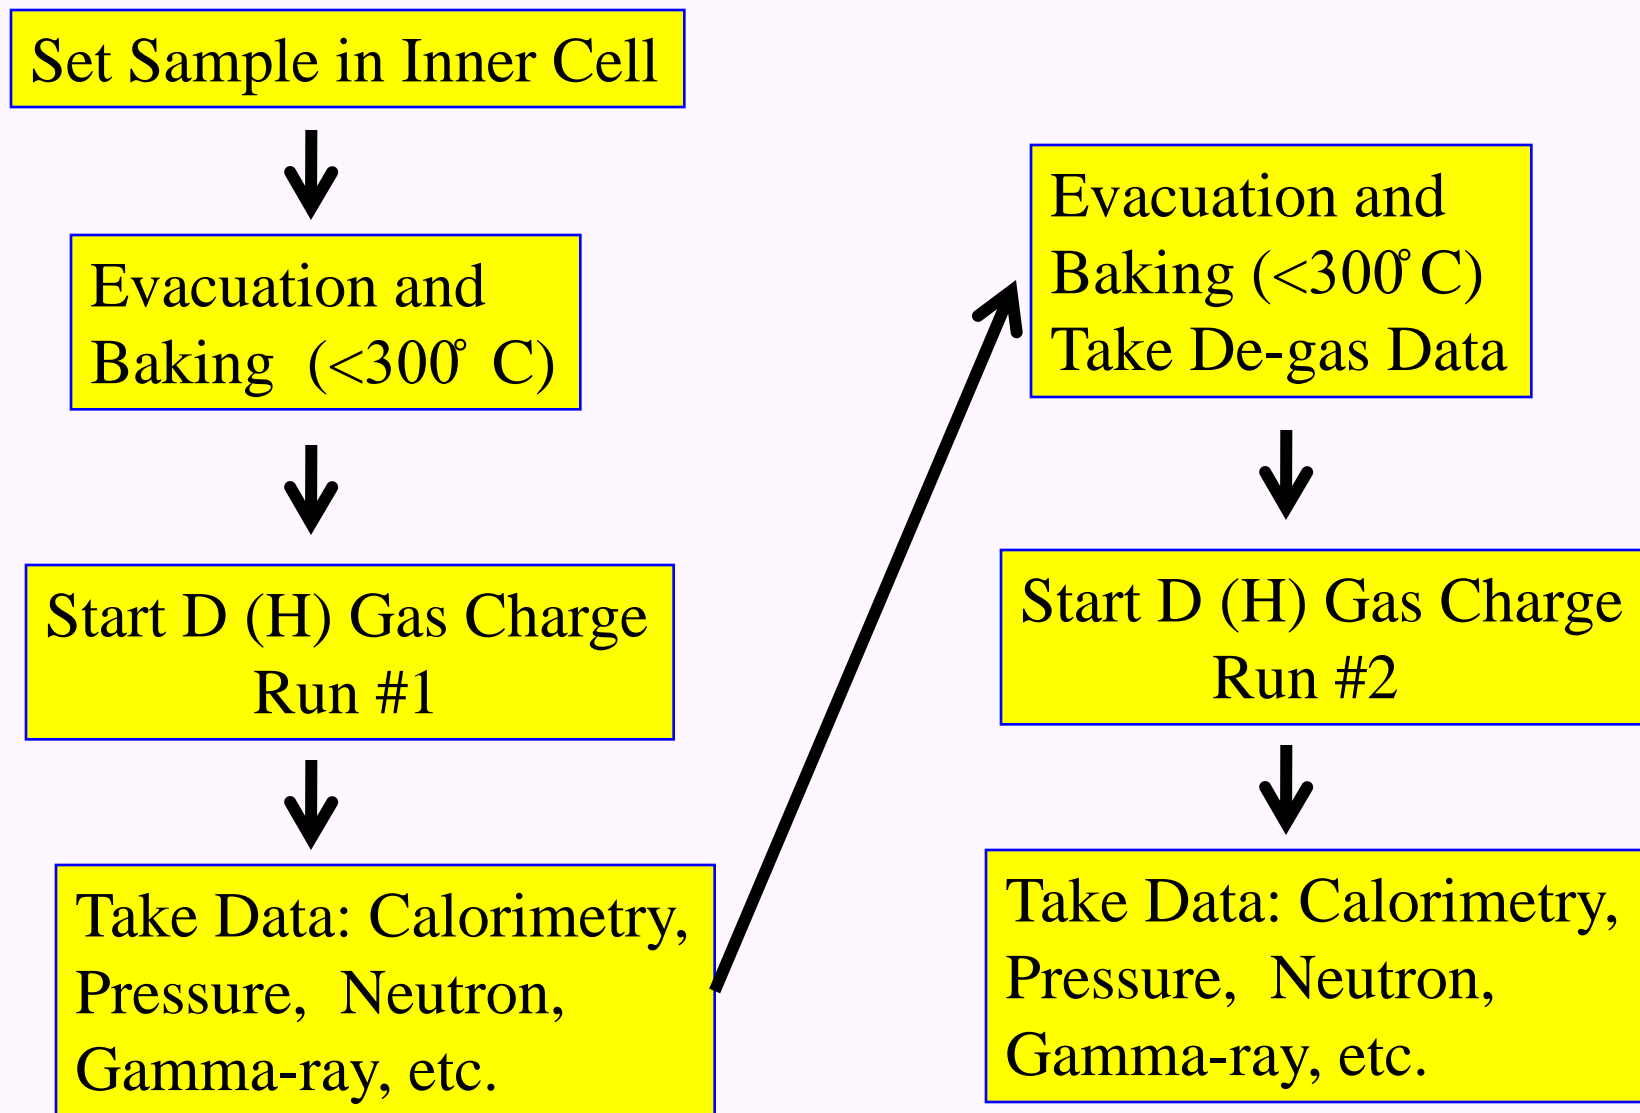 Set Sample in Inner Cell
Evacuation and
Baking (<300°C)
Start D (H) Gas Charge
Run #1
Take Data: Calorimetry,
Pressure, Neutron,
Gamma-ray, etc.
Evacuation and
Baking (<300°C)
Take De-gas Data
Start D (H) Gas Charge
Run #2
Take Data: Calorimetry,
Pressure, Neutron,
Gamma-ray, etc.